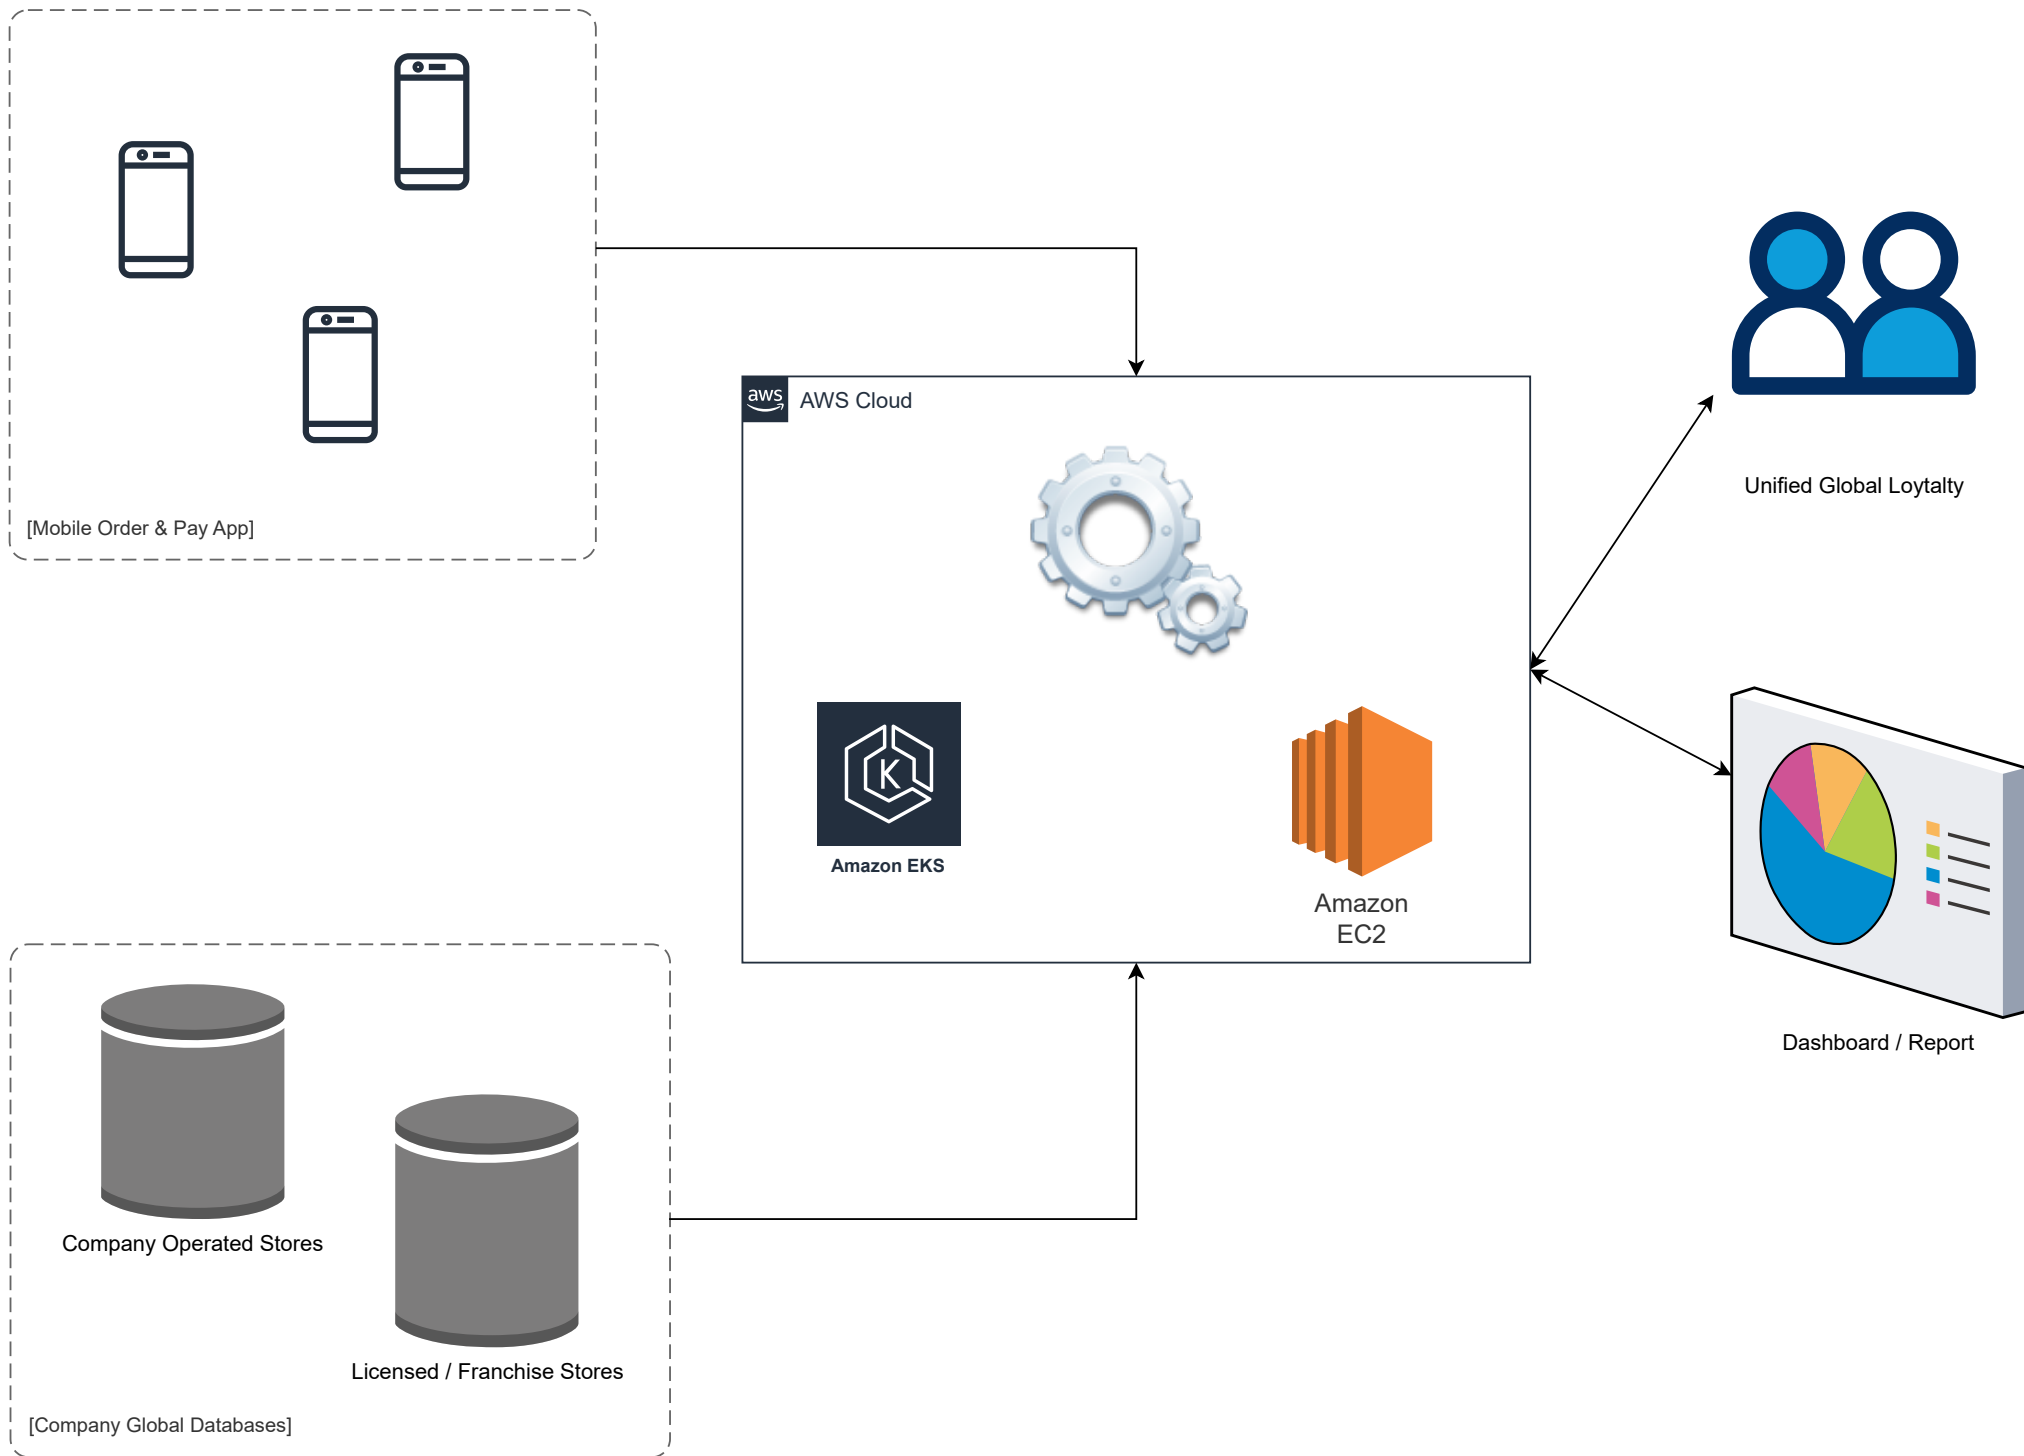 [Mobile Order & Pay App]
aws
AWS Cloud
K
Amazon EKS
Amazon
EC2
Unified Global Loytalty
Dashboard / Report
Company Operated Stores
Licensed / Franchise Stores
[Company Global Databases]